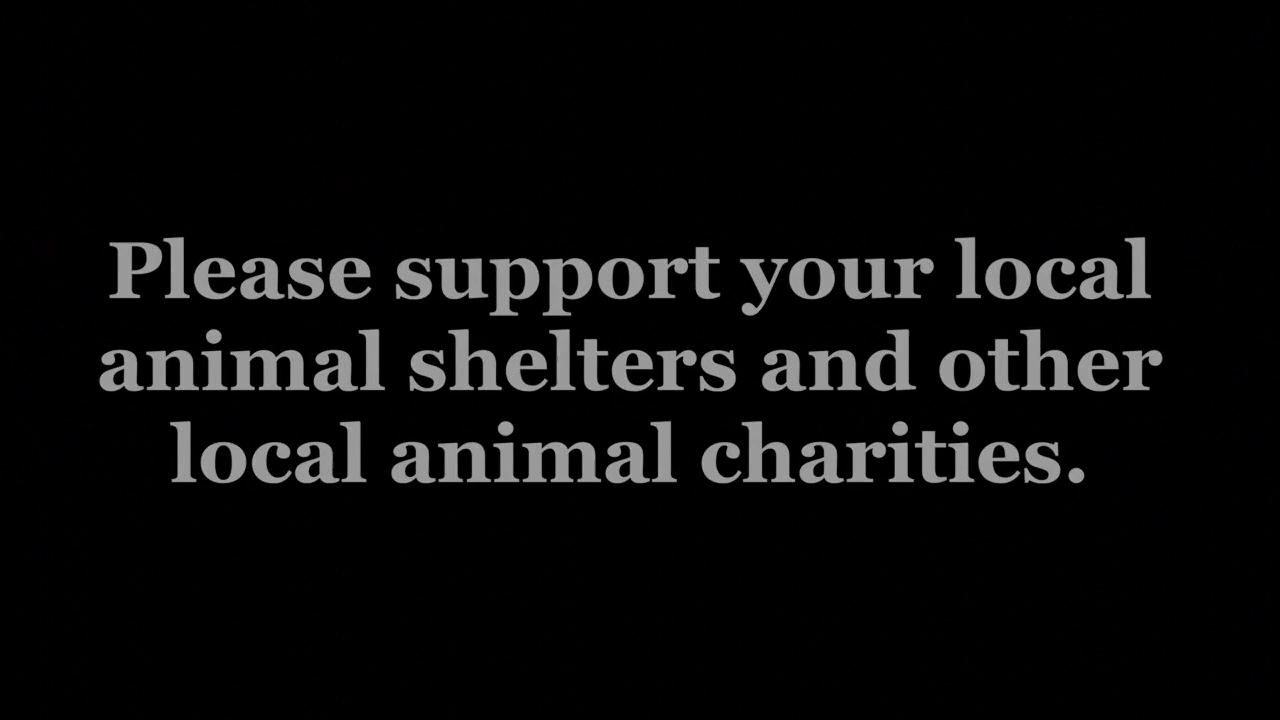 Please support your local
animal shelters and other
local animal charities.